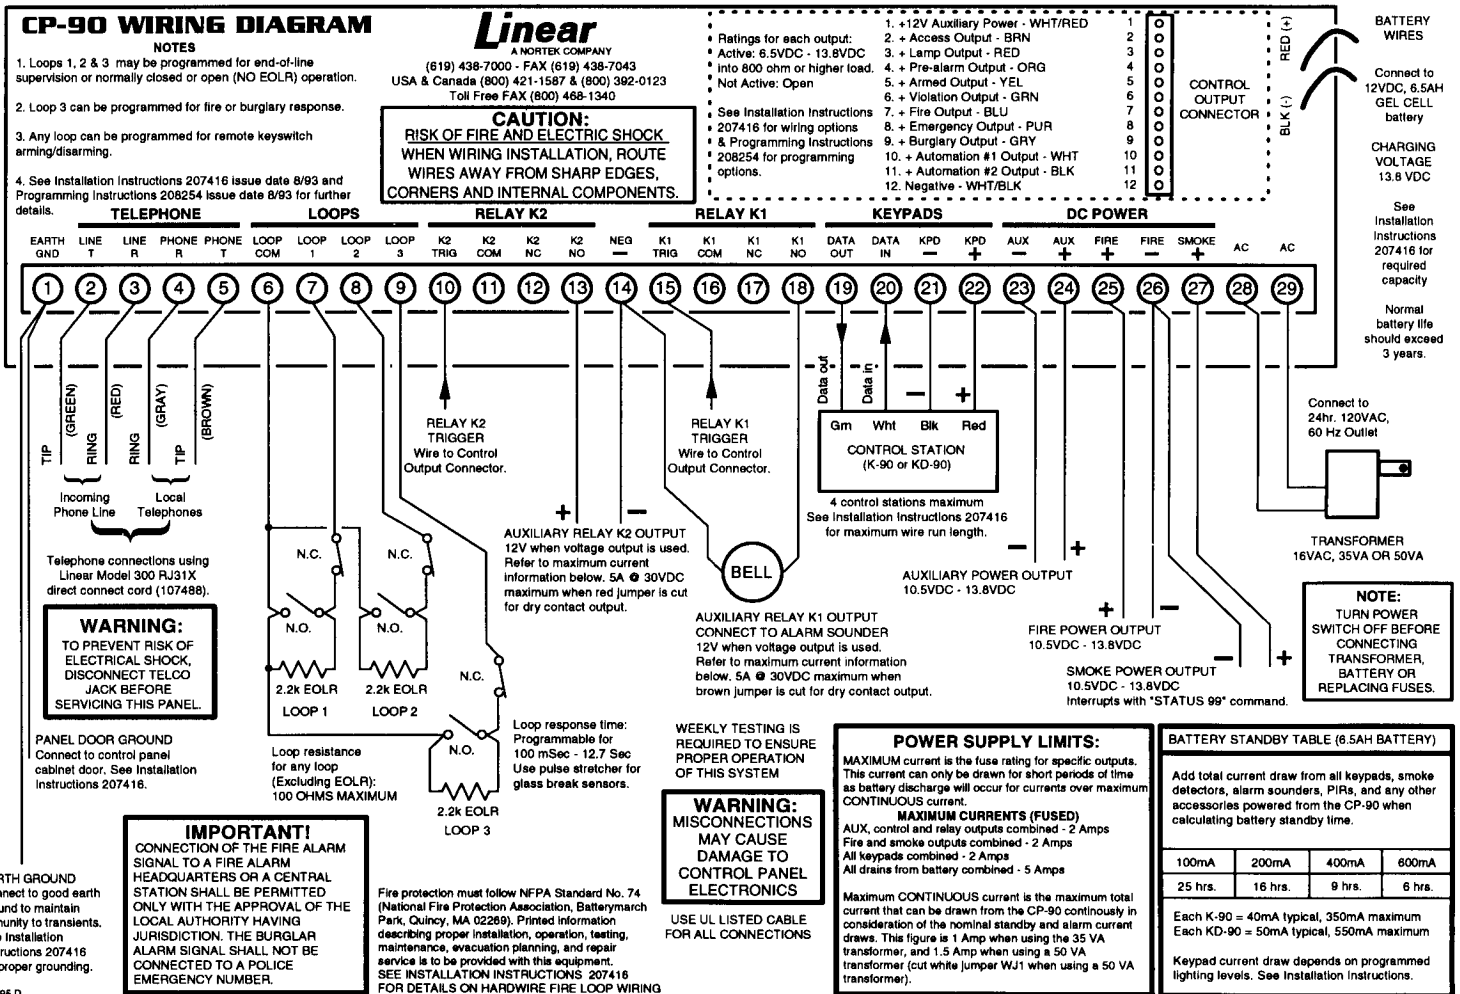 CP-90 WIRING DIAGRAM
NOTES
1. Loops 1, 2 & 3 may be programmed for end-of-line
supervision or normally closed or open (NO EOLR) operation.
2. Loop 3 can be programmed for fire or burglary response.
3. Any loop can be programmed for remote keyswitch
arming/disarming.
4. See Installation Instructions 207416 issue date 8/93 and
Programming Instructions 208254 issue date 8/93 for further
details.
Linear
A NORTEK COMPANY
(619) 438-7000 - FAX (619) 438-7043
USA & Canada (800) 421-1587 & (800) 392-0123
Toll Free FAX (800) 468-1340
CAUTION:
RISK OF FIRE AND ELECTRIC SHOCK
WHEN WIRING INSTALLATION, ROUTE
WIRES AWAY FROM SHARP EDGES,
CORNERS AND INTERNAL COMPONENTS.
Ratings for each output:
Active: 6.5VDC - 13.8VDC
into 800 ohm or higher load.
Not Active: Open
See Installation Instructions
207416 for wiring options
& Programming Instructions
208254 for programming
options.
1. +12V Auxiliary Power - WHT/RED
2. + Access Output - BRN
3. + Lamp Output - RED
4. + Pre-alarm Output - ORG
5. + Armed Output - YEL
6. + Violation Output - GRN
7. + Fire Output - BLU
8. + Emergency Output - PUR
9. + Burglary Output - GRY
10. + Automation #1 Output - WHT
11. + Automation #2 Output - BLK
12. Negative - WHT/BLK
1
2
3
4
5
6
7
8
9
10
11
12
CONTROL
OUTPUT
CONNECTOR
RED (+)
BLK (-)
BATTERY
WIRES
Connect to
12VDC, 6.5AH
GEL CELL
battery
CHARGING
VOLTAGE
13.8 VDC
See
Installation
Instructions
207416 for
required
capacity
Normal
battery life
should exceed
3 years.
TELEPHONE LOOPS RELAY K2 RELAY K1 KEYPADS DC POWER
EARTH LINE LINE PHONE PHONE LOOP LOOP LOOP LOOP K2 K2 K2 K2 NEG K1 K1 K1 K1 DATA DATA KPD KPD AUX AUX FIRE FIRE SMOKE AC AC
GND T R R T COM 1 2 3 TRIG COM NC NO − TRIG COM NC NO OUT IN − + − + + − +
1 2 3 4 5 6 7 8 9 10 11 12 13 14 15 16 17 18 19 20 21 22 23 24 25 26 27 28 29
TIP
(GREEN)
RING
(RED)
RING
(GRAY)
TIP
(BROWN)
Incoming
Phone Line
Local
Telephones
Telephone connections using
Linear Model 300 RJ31X
direct connect cord (107488).
WARNING:
TO PREVENT RISK OF
ELECTRICAL SHOCK,
DISCONNECT TELCO
JACK BEFORE
SERVICING THIS PANEL.
PANEL DOOR GROUND
Connect to control panel
cabinet door. See Installation
Instructions 207416.
N.C.
N.O.
2.2k EOLR
LOOP 1
N.C.
N.O.
2.2k EOLR
LOOP 2
N.C.
N.O.
2.2k EOLR
LOOP 3
Loop resistance
for any loop
(Excluding EOLR):
100 OHMS MAXIMUM
Loop response time:
Programmable for
100 mSec - 12.7 Sec
Use pulse stretcher for
glass break sensors.
RELAY K2
TRIGGER
Wire to Control
Output Connector.
+ −
AUXILIARY RELAY K2 OUTPUT
12V when voltage output is used.
Refer to maximum current
information below. 5A @ 30VDC
maximum when red jumper is cut
for dry contact output.
RELAY K1
TRIGGER
Wire to Control
Output Connector.
BELL
AUXILIARY RELAY K1 OUTPUT
CONNECT TO ALARM SOUNDER
12V when voltage output is used.
Refer to maximum current information
below. 5A @ 30VDC maximum when
brown jumper is cut for dry contact output.
Data out
Data in
− +
Grn Wht Blk Red
CONTROL STATION
(K-90 or KD-90)
4 control stations maximum
See Installation Instructions 207416
for maximum wire run length.
− +
AUXILIARY POWER OUTPUT
10.5VDC - 13.8VDC
+ −
FIRE POWER OUTPUT
10.5VDC - 13.8VDC
− +
SMOKE POWER OUTPUT
10.5VDC - 13.8VDC
Interrupts with "STATUS 99" command.
Connect to
24hr. 120VAC,
60 Hz Outlet
TRANSFORMER
16VAC, 35VA OR 50VA
NOTE:
TURN POWER
SWITCH OFF BEFORE
CONNECTING
TRANSFORMER,
BATTERY OR
REPLACING FUSES.
IMPORTANT!
CONNECTION OF THE FIRE ALARM
SIGNAL TO A FIRE ALARM
HEADQUARTERS OR A CENTRAL
STATION SHALL BE PERMITTED
ONLY WITH THE APPROVAL OF THE
LOCAL AUTHORITY HAVING
JURISDICTION. THE BURGLAR
ALARM SIGNAL SHALL NOT BE
CONNECTED TO A POLICE
EMERGENCY NUMBER.
GROUND
to good earth
to maintain
to transients.
Installation
207416
proper grounding.
Fire protection must follow NFPA Standard No. 74
(National Fire Protection Association, Batterymarch
Park, Quincy, MA 02269). Printed information
describing proper installation, operation, testing,
maintenance, evacuation planning, and repair
service is to be provided with this equipment.
SEE INSTALLATION INSTRUCTIONS 207416
FOR DETAILS ON HARDWIRE FIRE LOOP WIRING
WEEKLY TESTING IS
REQUIRED TO ENSURE
PROPER OPERATION
OF THIS SYSTEM
WARNING:
MISCONNECTIONS
MAY CAUSE
DAMAGE TO
CONTROL PANEL
ELECTRONICS
USE UL LISTED CABLE
FOR ALL CONNECTIONS
POWER SUPPLY LIMITS:
MAXIMUM current is the fuse rating for specific outputs.
This current can only be drawn for short periods of time
as battery discharge will occur for currents over maximum
CONTINUOUS current.
MAXIMUM CURRENTS (FUSED)
AUX, control and relay outputs combined - 2 Amps
Fire and smoke outputs combined - 2 Amps
All keypads combined - 2 Amps
All drains from battery combined - 5 Amps
Maximum CONTINUOUS current is the maximum total
current that can be drawn from the CP-90 continously in
consideration of the nominal standby and alarm current
draws. This figure is 1 Amp when using the 35 VA
transformer, and 1.5 Amp when using a 50 VA
transformer (cut white jumper WJ1 when using a 50 VA
transformer).
BATTERY STANDBY TABLE (6.5AH BATTERY)
Add total current draw from all keypads, smoke
detectors, alarm sounders, PIRs, and any other
accessories powered from the CP-90 when
calculating battery standby time.
100mA 200mA 400mA 600mA
25 hrs. 16 hrs. 9 hrs. 6 hrs.
Each K-90 = 40mA typical, 350mA maximum
Each KD-90 = 50mA typical, 550mA maximum
Keypad current draw depends on programmed
lighting levels. See Installation Instructions.